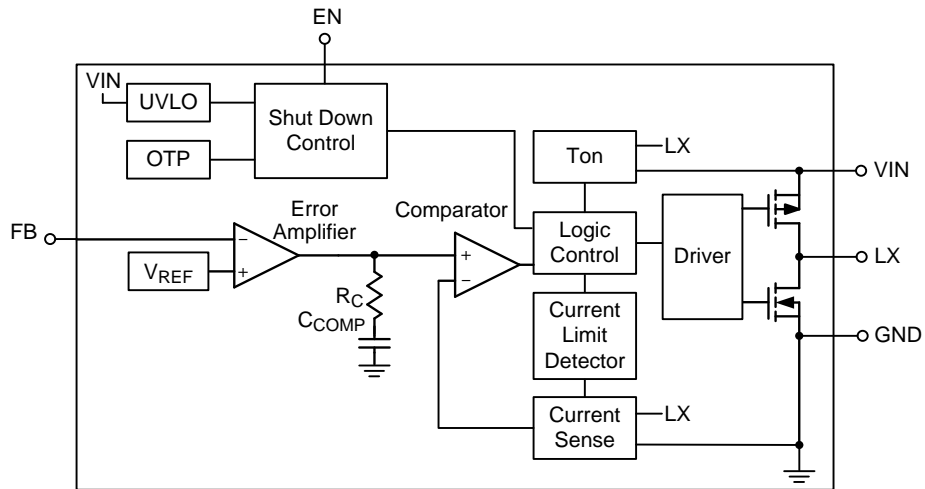 EN
VIN
UVLO
Shut Down
Control
OTP
Ton
LX
VIN
Error
Amplifier
Comparator
FB
−
+
VREF
+
−
Logic
Control
Driver
LX
RC
CCOMP
Current
Limit
Detector
GND
Current
Sense
LX